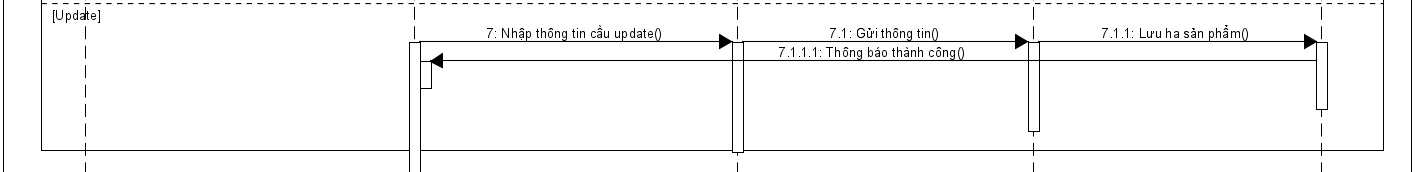 [Update]
7: Nhập thông tin cầu update()
7.1: Gửi thông tin()
7.1.1: Lưu ha sản phẩm()
7.1.1.1: Thông báo thành công()